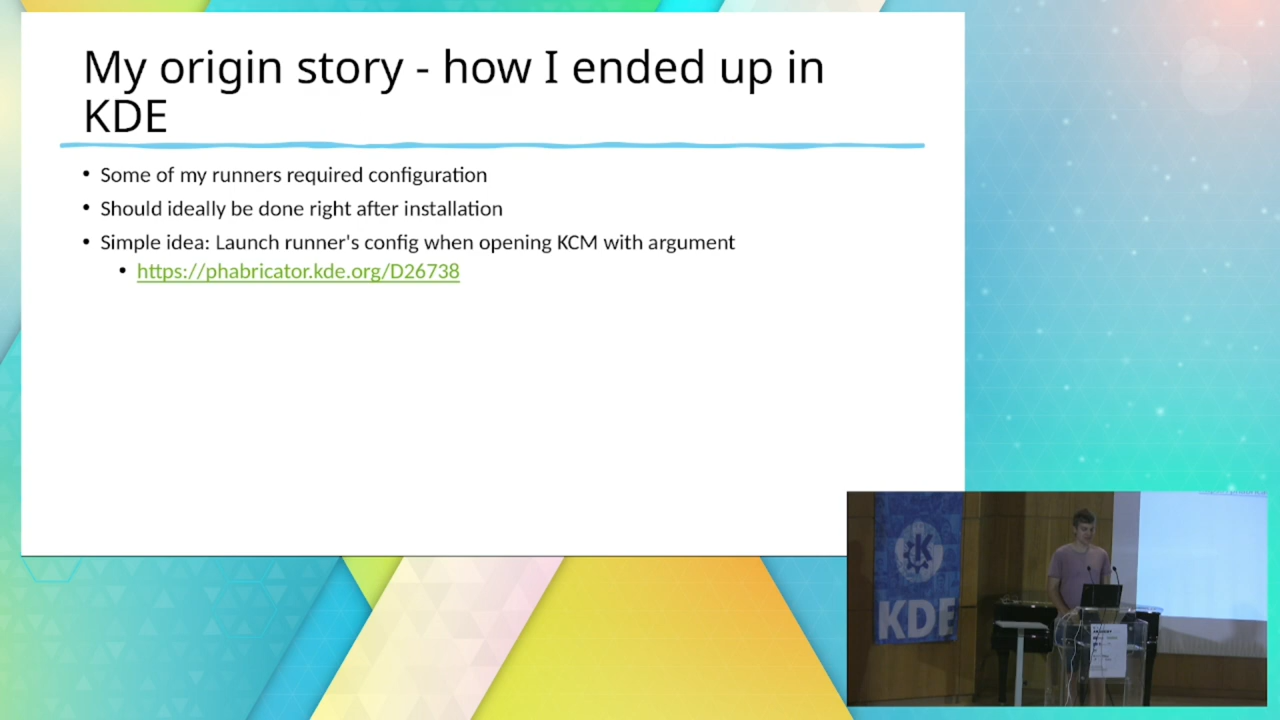 My origin story - how I ended up in
KDE
• Some of my runners required configuration
• Should ideally be done right after installation
• Simple idea: Launch runner's config when opening KCM with argument
• https://phabricator.kde.org/D26738
K
KDE